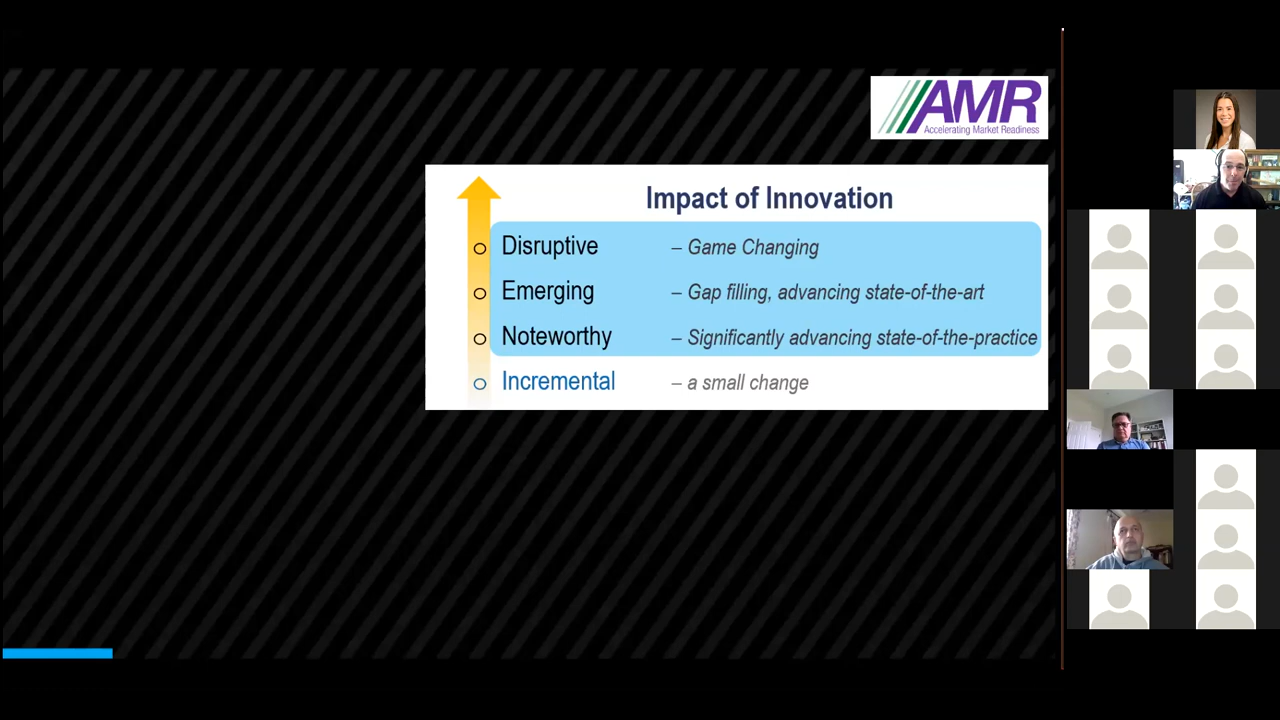 AMR
Accelerating Market Readiness
Impact of Innovation
Disruptive – Game Changing
Emerging – Gap filling, advancing state-of-the-art
Noteworthy – Significantly advancing state-of-the-practice
Incremental – a small change